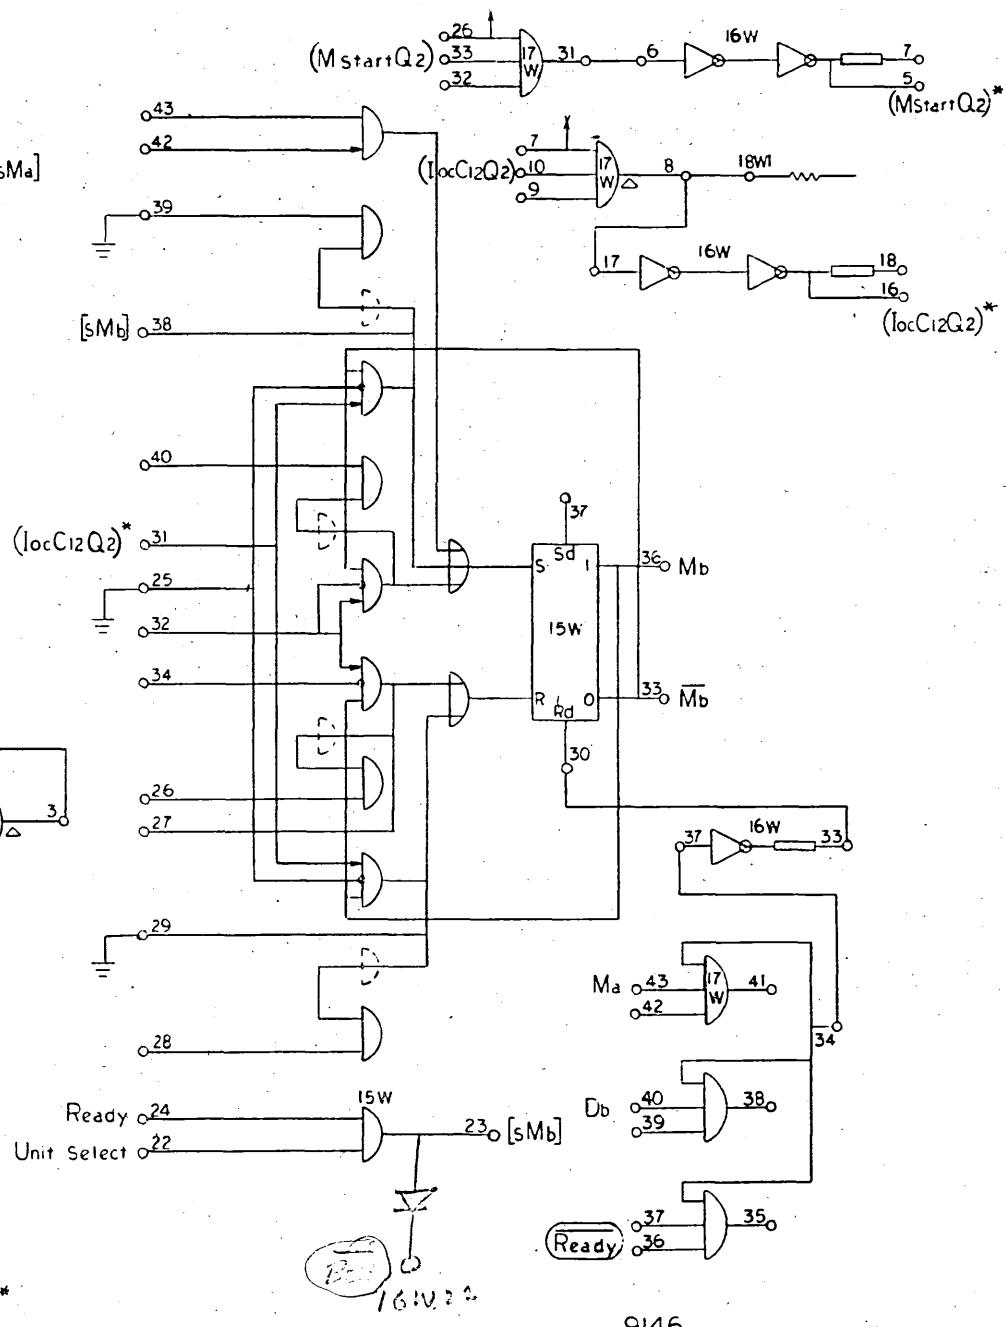 26
(MstartQ2) 33 17 W 31 6 16W 7
32 5
(MStartQ2)*
43
42
sMa]
7
(IocC12Q2) 10 17 W 8 18W1
9
39
17 16W 18
16
(IocC12Q2)*
[sMb] 38
40
37
(IocC12Q2)* 31
Sd
S 1 36 Mb
25
15W
32
34
R Rd 0 33 M̅b̅
30
26
27
3
37 16W 33
29
Ma 43 17 W 41
42
34
28
Db 40 38
39
15W
Ready 24
23 [sMb]
Unit Select 22
37 35
R̅e̅a̅d̅y̅ 36
*
9146